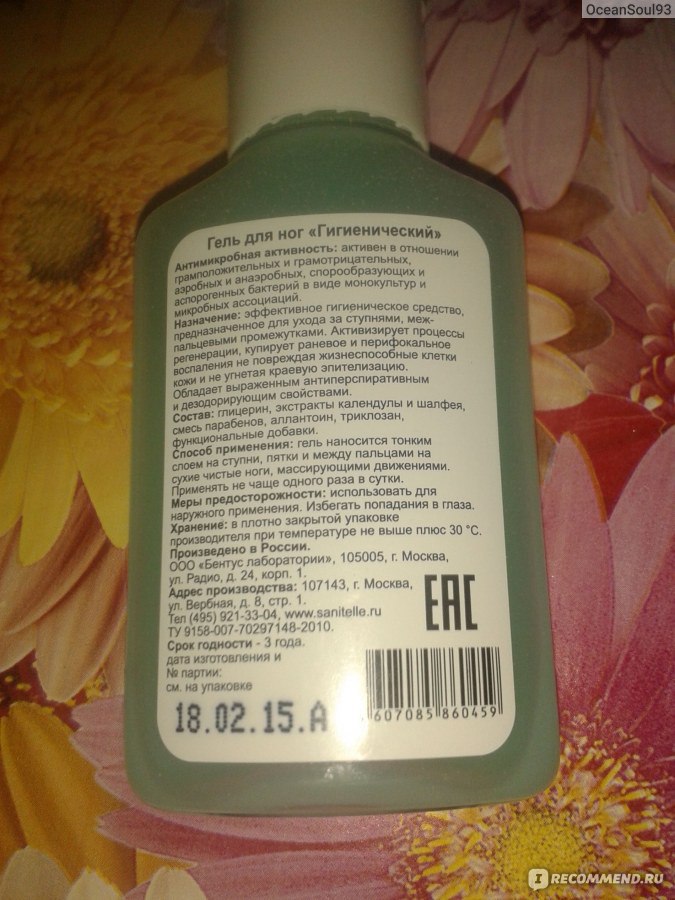 OceanSoul93
Гель для ног «Гигиенический»
Антимикробная активность: активен в отношении
грамположительных и грамотрицательных,
аэробных и анаэробных, спорообразующих и
аспорогенных бактерий в виде монокультур и
микробных ассоциаций.
Назначение: эффективное гигиеническое средство,
предназначенное для ухода за ступнями, меж-
пальцевыми промежутками. Активизирует процессы
регенерации, купирует раневое и перифокальное
воспаления не повреждая жизнеспособные клетки
кожи и не угнетая краевую эпителизацию.
Обладает выраженным антиперспиративным
и дезодорирующим свойствами.
Состав: глицерин, экстракты календулы и шалфея,
смесь парабенов, аллантоин, триклозан,
функциональные добавки.
Способ применения: гель наносится тонким
слоем на ступни, пятки и между пальцами на
сухие чистые ноги, массирующими движениями.
Применять не чаще одного раза в сутки.
Меры предосторожности: использовать для
наружного применения. Избегать попадания в глаза.
Хранение: в плотно закрытой упаковке
производителя при температуре не выше плюс 30 °С.
Произведено в России.
ООО «Бентус лаборатории», 105005, г. Москва,
ул. Радио, д. 24, корп. 1.
Адрес производства: 107143, г. Москва,
ул. Вербная, д. 8, стр. 1.
Тел (495) 921-33-04, www.sanitelle.ru
ТУ 9158-007-70297148-2010.
Срок годности - 3 года.
дата изготовления и
№ партии:
см. на упаковке
EAC
18.02.15.А
607085 860459
IRECOMMEND.RU